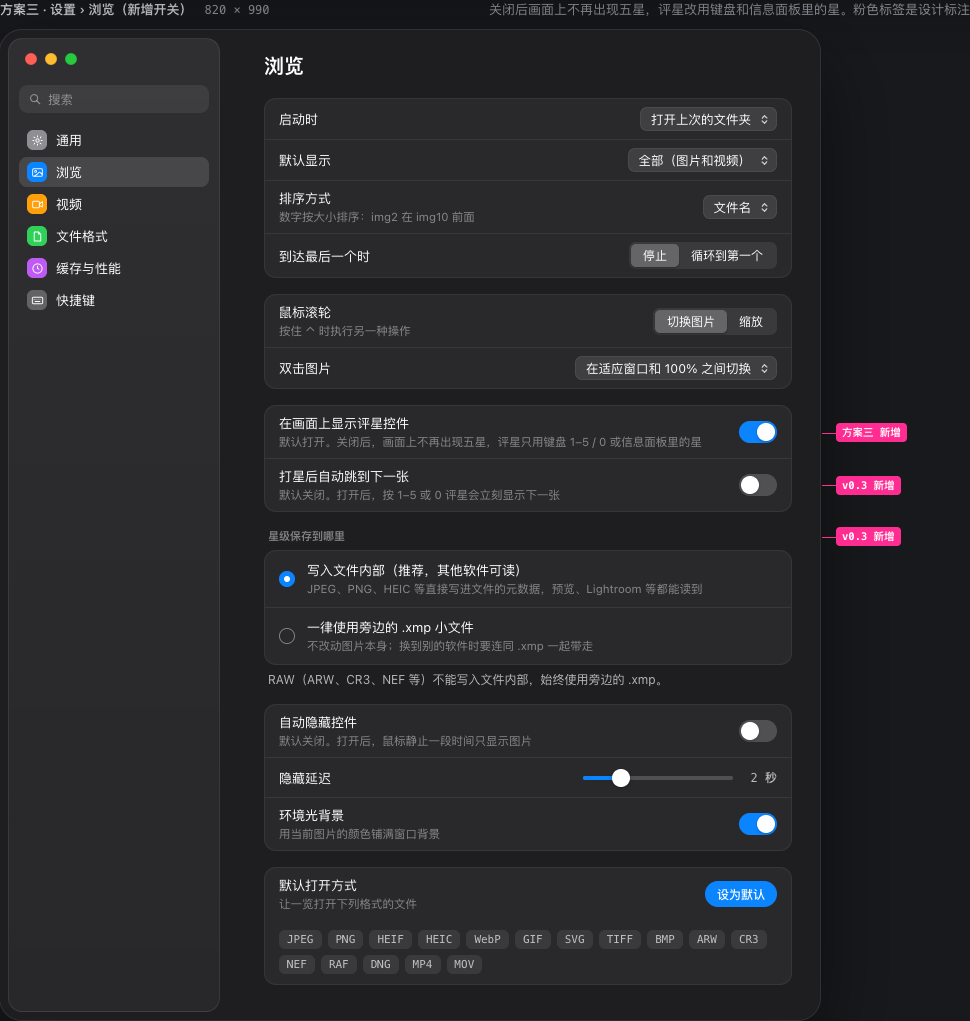 方案三 · 设置 › 浏览（新增开关） 820 × 990
关闭后画面上不再出现五星，评星改用键盘和信息面板里的星。粉色标签是设计标注
搜索
通用
浏览
视频
文件格式
缓存与性能
快捷键
浏览
启动时
打开上次的文件夹
默认显示
全部（图片和视频）
排序方式
数字按大小排序：img2 在 img10 前面
文件名
到达最后一个时
停止 循环到第一个
鼠标滚轮
按住 ⌃ 时执行另一种操作
切换图片 缩放
双击图片
在适应窗口和 100% 之间切换
在画面上显示评星控件
默认打开。关闭后，画面上不再出现五星，评星只用键盘 1–5 / 0 或信息面板里的星
方案三 新增
打星后自动跳到下一张
默认关闭。打开后，按 1–5 或 0 评星会立刻显示下一张
v0.3 新增
星级保存到哪里
v0.3 新增
写入文件内部（推荐，其他软件可读）
JPEG、PNG、HEIC 等直接写进文件的元数据，预览、Lightroom 等都能读到
一律使用旁边的 .xmp 小文件
不改动图片本身；换到别的软件时要连同 .xmp 一起带走
RAW（ARW、CR3、NEF 等）不能写入文件内部，始终使用旁边的 .xmp。
自动隐藏控件
默认关闭。打开后，鼠标静止一段时间只显示图片
隐藏延迟
2 秒
环境光背景
用当前图片的颜色铺满窗口背景
默认打开方式
让一览打开下列格式的文件
设为默认
JPEG PNG HEIF HEIC WebP GIF SVG TIFF BMP ARW CR3
NEF RAF DNG MP4 MOV